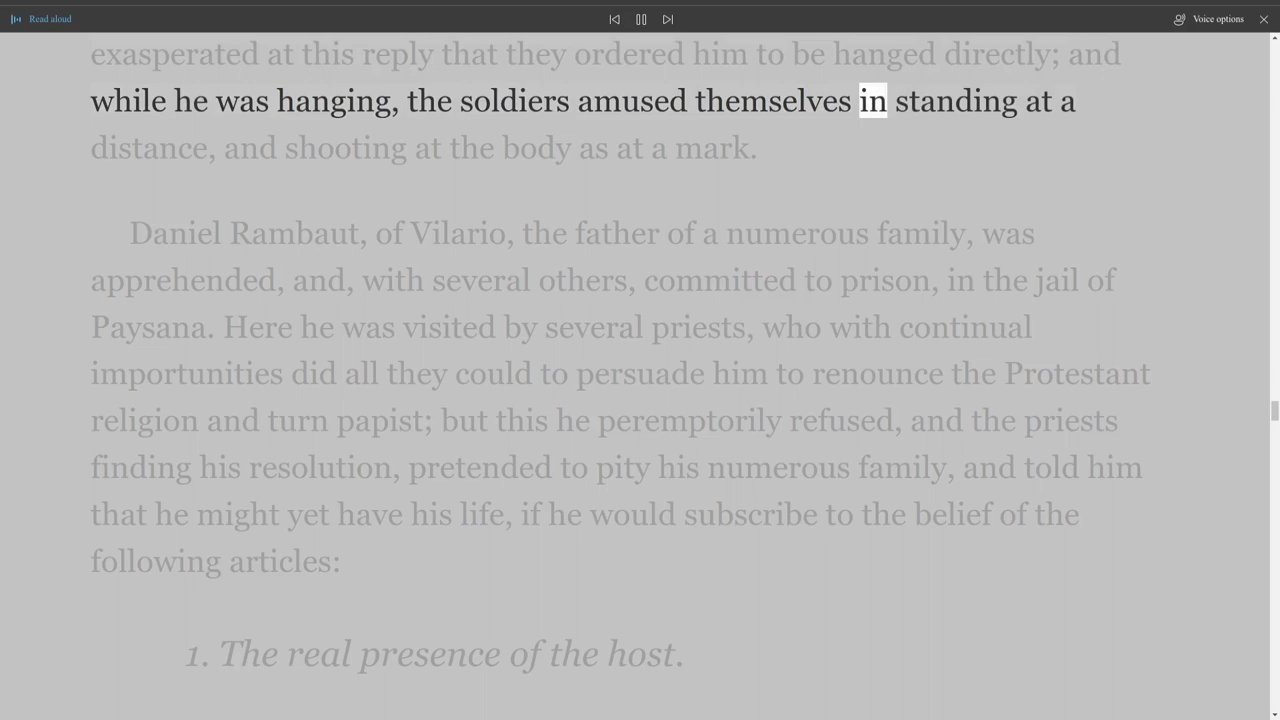 Read aloud
Voice options
exasperated at this reply that they ordered him to be hanged directly; and
while he was hanging, the soldiers amused themselves in standing at a
distance, and shooting at the body as at a mark.
Daniel Rambaut, of Vilario, the father of a numerous family, was
apprehended, and, with several others, committed to prison, in the jail of
Paysana. Here he was visited by several priests, who with continual
importunities did all they could to persuade him to renounce the Protestant
religion and turn papist; but this he peremptorily refused, and the priests
finding his resolution, pretended to pity his numerous family, and told him
that he might yet have his life, if he would subscribe to the belief of the
following articles:
1. The real presence of the host.